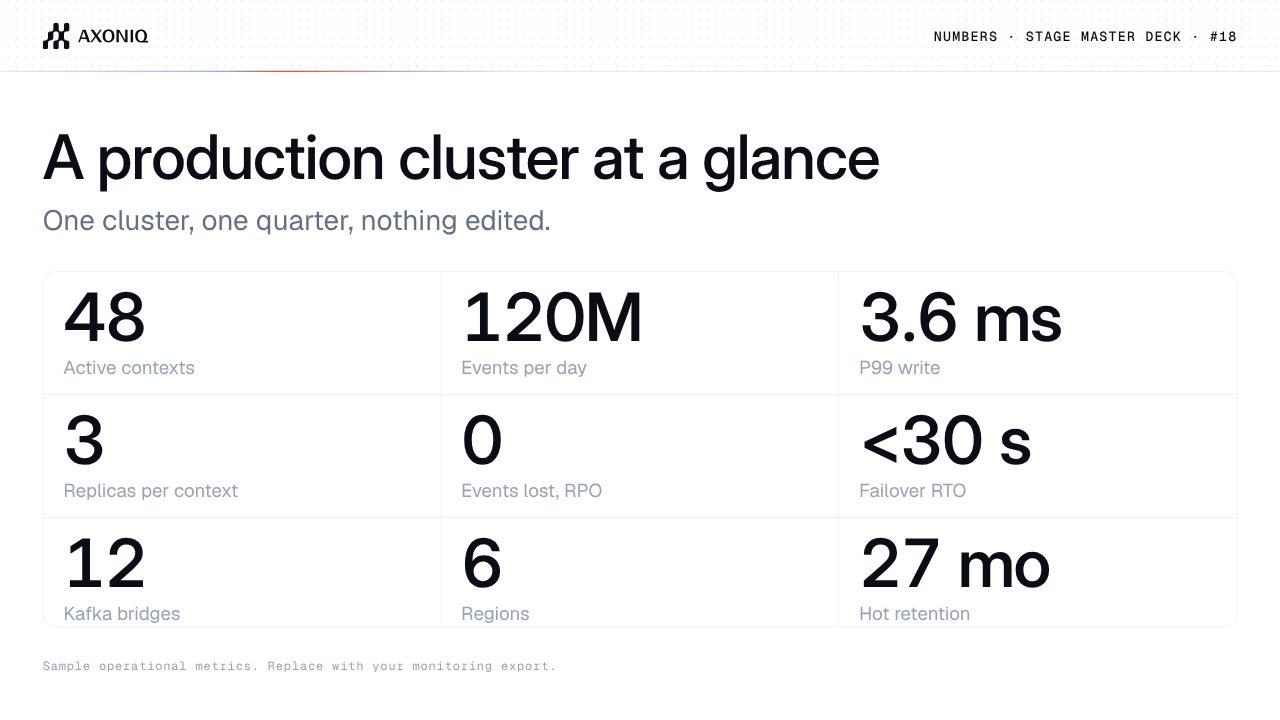 AXONIQ
NUMBERS · STAGE MASTER DECK · #18
A production cluster at a glance
One cluster, one quarter, nothing edited.
48
Active contexts
120M
Events per day
3.6 ms
P99 write
3
Replicas per context
0
Events lost, RPO
<30 s
Failover RTO
12
Kafka bridges
6
Regions
27 mo
Hot retention
Sample operational metrics. Replace with your monitoring export.